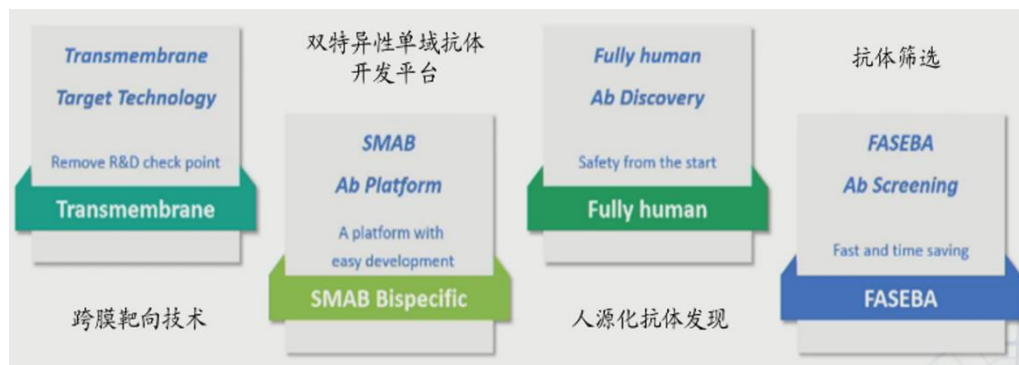 Transmembrane
Target Technology
Remove R&D check point
Transmembrane
跨膜靶向技术
双特异性单域抗体
开发平台
SMAB
Ab Platform
A platform with
easy development
SMAB Bispecific
Fully human
Ab Discovery
Safety from the start
Fully human
人源化抗体发现
抗体筛选
FASEBA
Ab Screening
Fast and time saving
FASEBA